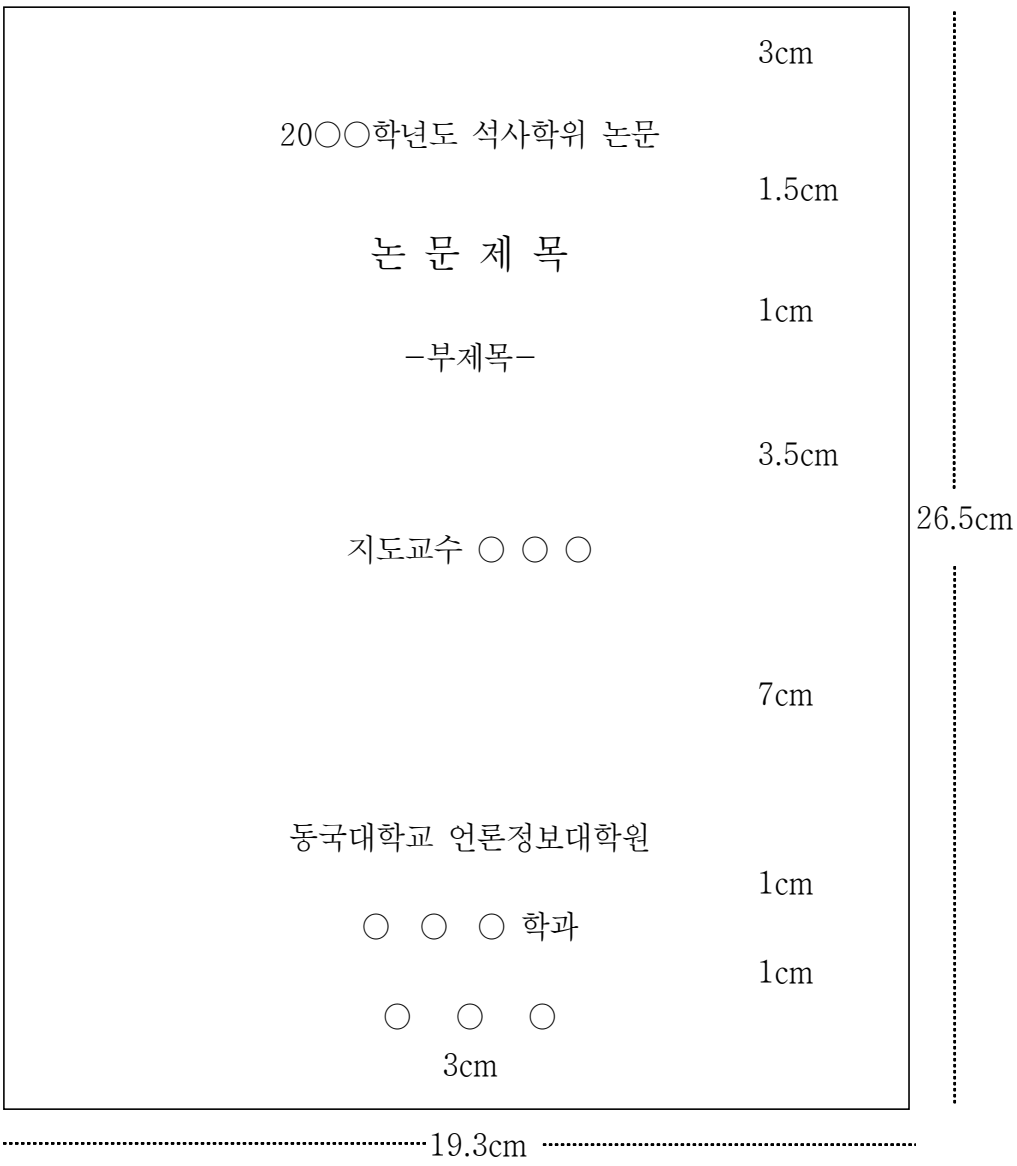 3cm
20○○학년도 석사학위 논문
1.5cm
논 문 제 목
1cm
-부제목-
3.5cm
26.5cm
지도교수 ○ ○ ○
7cm
동국대학교 언론정보대학원
1cm
○ ○ ○ 학과
1cm
○ ○ ○
3cm
19.3cm